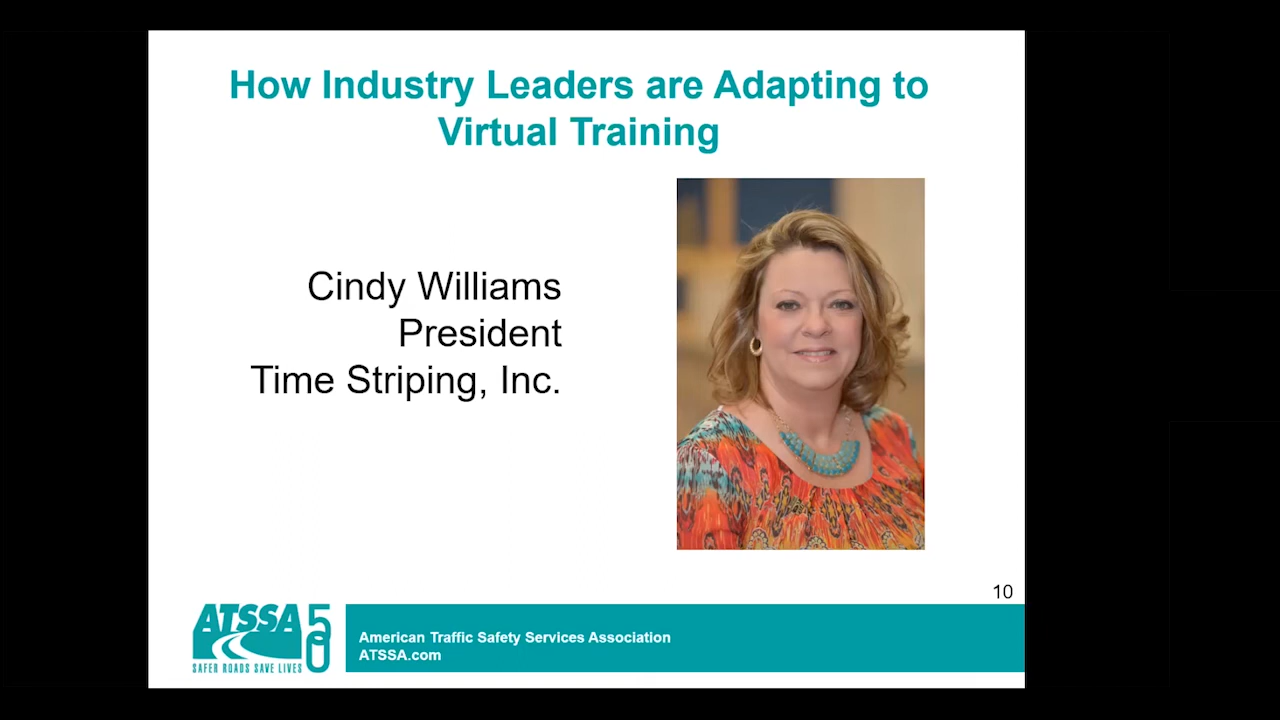 How Industry Leaders are Adapting to
Virtual Training
Cindy Williams
President
Time Striping, Inc.
10
ATSSA 50
SAFER ROADS SAVE LIVES
American Traffic Safety Services Association
ATSSA.com